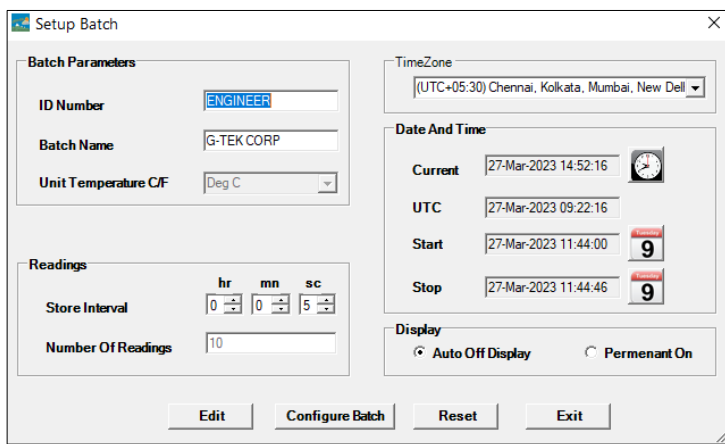 Setup Batch
Batch Parameters
ID Number ENGINEER
Batch Name G-TEK CORP
Unit Temperature C/F Deg C
Readings
hr mn sc
Store Interval 0 0 5
Number Of Readings 10
TimeZone
(UTC+05:30) Chennai, Kolkata, Mumbai, New Dell
Date And Time
Current 27-Mar-2023 14:52:16
UTC 27-Mar-2023 09:22:16
Start 27-Mar-2023 11:44:00
Tuesday
9
Stop 27-Mar-2023 11:44:46
Tuesday
9
Display
Auto Off Display Permenant On
Edit Configure Batch Reset Exit